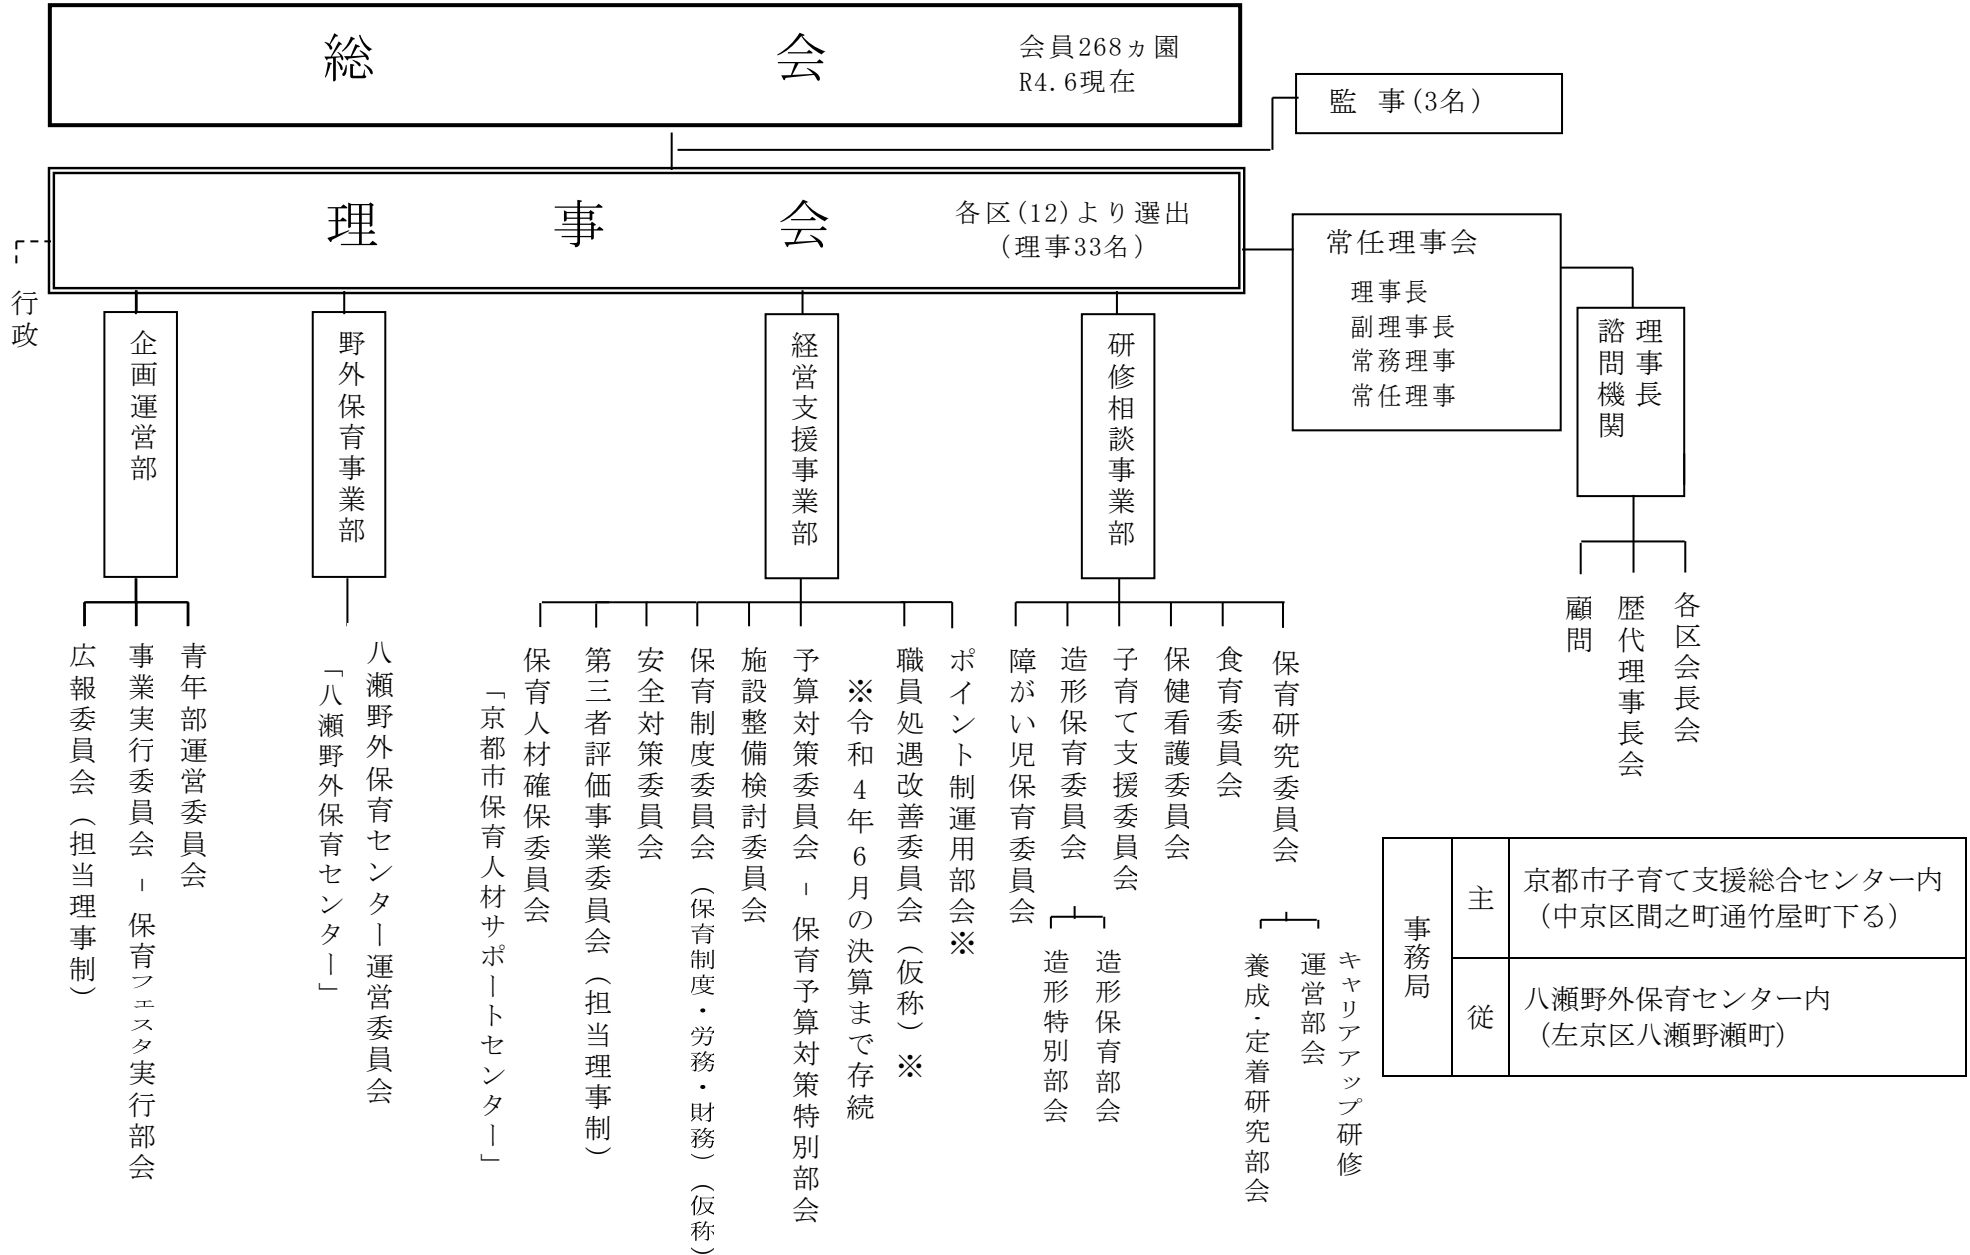 総会
会員268ヵ園
R4.6現在
監 事(3名)
理事会
各区(12)より選出
(理事33名)
行政
常任理事会
理事長
副理事長
常務理事
常任理事
理事長
諮問機関
企画運営部
野外保育事業部
経営支援事業部
研修相談事業部
各区会長会
歴代理事長会
顧問
保育研究委員会
キャリアアップ研修
運営部会
養成・定着研究部会
食育委員会
保健看護委員会
子育て支援委員会
造形保育委員会
造形保育部会
造形特別部会
障がい児保育委員会
ポイント制運用部会※
職員処遇改善委員会(仮称)※
※令和4年6月の決算まで存続
予算対策委員会-保育予算対策特別部会
施設整備検討委員会
保育制度委員会(保育制度・労務・財務)(仮称)
安全対策委員会
第三者評価事業委員会(担当理事制)
保育人材確保委員会
「京都市保育人材サポートセンター」
八瀬野外保育センター運営委員会
「八瀬野外保育センター」
青年部運営委員会
事業実行委員会-保育フェスタ実行部会
広報委員会(担当理事制)
事務局
主
京都市子育て支援総合センター内
(中京区間之町通竹屋町下る)
従
八瀬野外保育センター内
(左京区八瀬野瀬町)